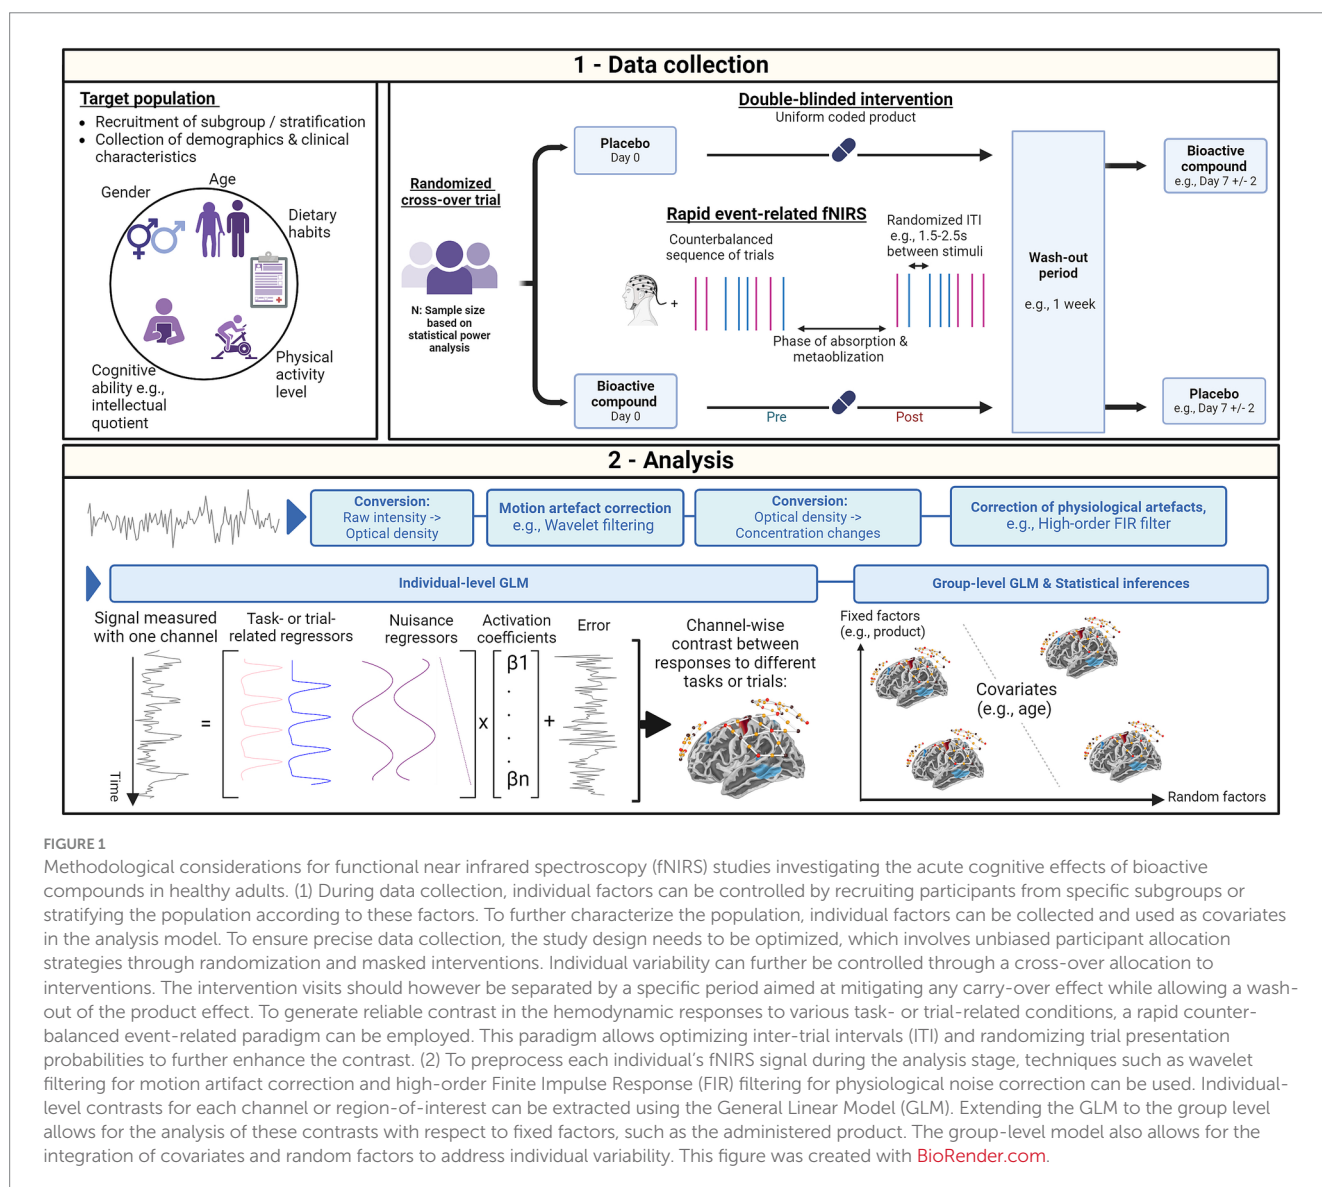 1 - Data collection
Target population
• Recruitment of subgroup / stratification
• Collection of demographics & clinical
characteristics
Gender
Age
Dietary
habits
Cognitive
ability e.g.,
intellectual
quotient
Physical
activity
level
Randomized
cross-over trial
N: Sample size
based on
statistical power
analysis
Double-blinded intervention
Uniform coded product
Placebo
Day 0
Rapid event-related fNIRS
Counterbalanced
sequence of trials
+
Randomized ITI
e.g., 1.5-2.5s
between stimuli
Phase of absorption &
metaoblization
Bioactive
compound
Day 0
Pre
Post
Wash-out
period
e.g., 1 week
Bioactive
compound
e.g., Day 7 +/- 2
Placebo
e.g., Day 7 +/- 2
2 - Analysis
Conversion:
Raw intensity ->
Optical density
Motion artefact correction
e.g., Wavelet filtering
Conversion:
Optical density ->
Concentration changes
Correction of physiological artefacts,
e.g., High-order FIR filter
Individual-level GLM
Group-level GLM & Statistical inferences
Signal measured
with one channel
Time
=
Task- or trial-
related regressors
Nuisance
regressors
x
Activation
coefficients
β1
.
.
.
.
βn
+
Error
Channel-wise
contrast between
responses to different
tasks or trials:
Fixed factors
(e.g., product)
Covariates
(e.g., age)
Random factors
FIGURE 1
Methodological considerations for functional near infrared spectroscopy (fNIRS) studies investigating the acute cognitive effects of bioactive
compounds in healthy adults. (1) During data collection, individual factors can be controlled by recruiting participants from specific subgroups or
stratifying the population according to these factors. To further characterize the population, individual factors can be collected and used as covariates
in the analysis model. To ensure precise data collection, the study design needs to be optimized, which involves unbiased participant allocation
strategies through randomization and masked interventions. Individual variability can further be controlled through a cross-over allocation to
interventions. The intervention visits should however be separated by a specific period aimed at mitigating any carry-over effect while allowing a wash-
out of the product effect. To generate reliable contrast in the hemodynamic responses to various task- or trial-related conditions, a rapid counter-
balanced event-related paradigm can be employed. This paradigm allows optimizing inter-trial intervals (ITI) and randomizing trial presentation
probabilities to further enhance the contrast. (2) To preprocess each individual's fNIRS signal during the analysis stage, techniques such as wavelet
filtering for motion artifact correction and high-order Finite Impulse Response (FIR) filtering for physiological noise correction can be used. Individual-
level contrasts for each channel or region-of-interest can be extracted using the General Linear Model (GLM). Extending the GLM to the group level
allows for the analysis of these contrasts with respect to fixed factors, such as the administered product. The group-level model also allows for the
integration of covariates and random factors to address individual variability. This figure was created with BioRender.com.